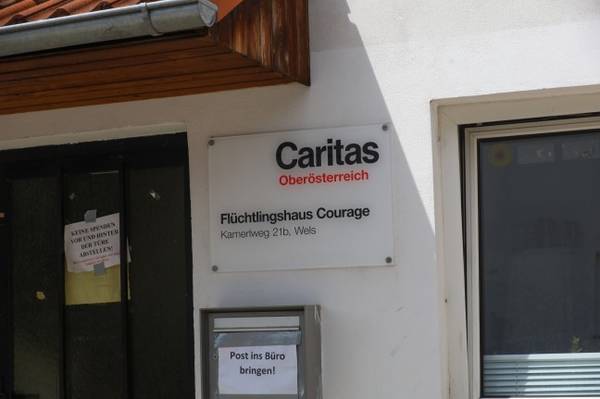 Caritas
Oberösterreich
Flüchtlingshaus Courage
Kamerlweg 21b, Wels
KEINE SPENDEN
VOR UND HINTER
DER TÜRE
ABSTELLEN!
Post ins Büro
bringen!